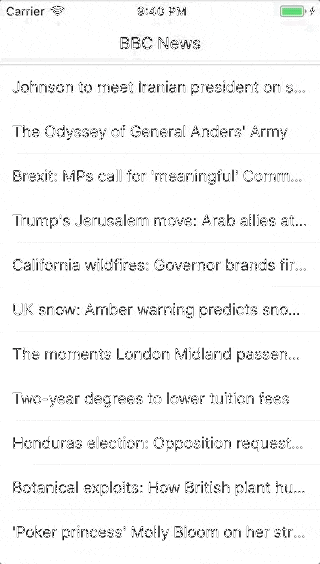 Carrier 9:40 PM
BBC News
Johnson to meet Iranian president on s...
The Odyssey of General Anders' Army
Brexit: MPs call for 'meaningful' Comm...
Trump's Jerusalem move: Arab allies at...
California wildfires: Governor brands fir...
UK snow: Amber warning predicts sno...
The moments London Midland passen...
Two-year degrees to lower tuition fees
Honduras election: Opposition request...
Botanical exploits: How British plant hu...
'Poker princess' Molly Bloom on her str...